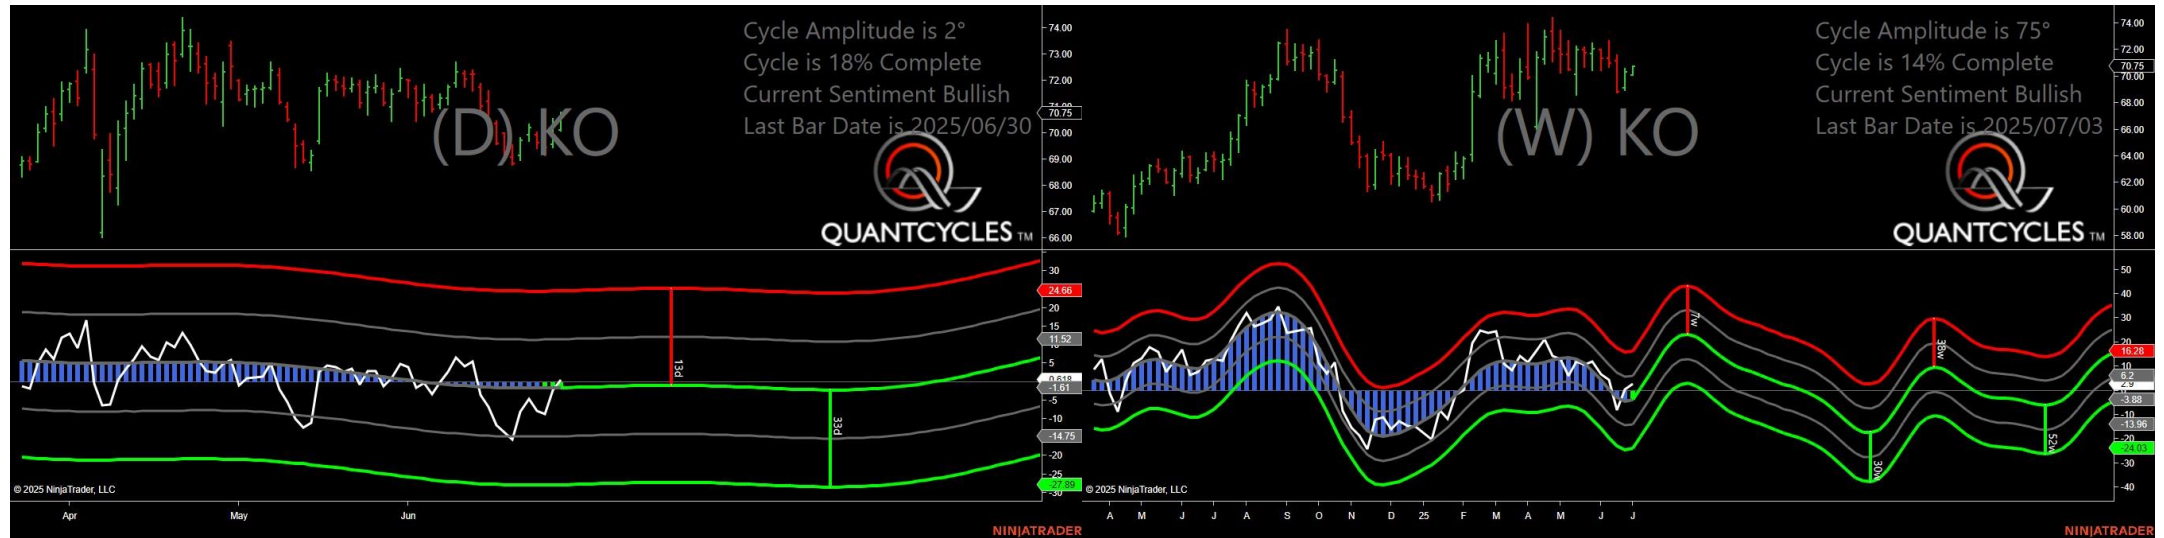 Cycle Amplitude is 2°
Cycle is 18% Complete
Current Sentiment Bullish
Last Bar Date is 2025/06/30
(D) KO
QUANTCYCLES TM
74.00
73.00
72.00
71.00
70.75
70.00
69.00
68.00
67.00
66.00
30
24.66
20
15
11.52
10
5
0.618
-1.61
-5
-10
-14.75
-20
-25
-27.89
-30
13d
33d
© 2025 NinjaTrader, LLC
Apr
May
Jun
NINJATRADER
Cycle Amplitude is 75°
Cycle is 14% Complete
Current Sentiment Bullish
Last Bar Date is 2025/07/03
(W) KO
QUANTCYCLES TM
74.00
72.00
70.75
70.00
68.00
66.00
64.00
62.00
60.00
58.00
50
40
30
20
16.28
6.2
2.9
-3.88
-10
-13.96
-20
-24.03
-30
-40
7w
30w
38w
52w
38w
© 2025 NinjaTrader, LLC
A M J J A S O N D 25 F M A M J J
NINJATRADER